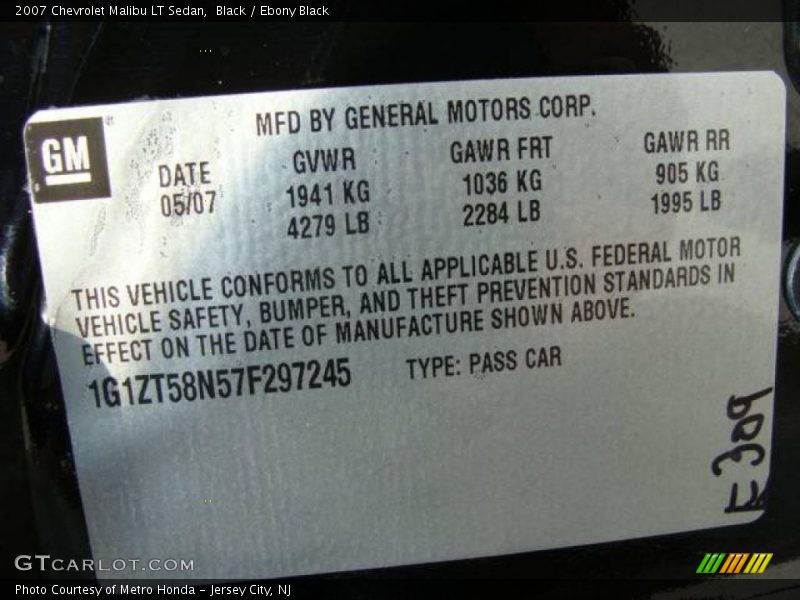 2007 Chevrolet Malibu LT Sedan,  Black / Ebony Black
MFD BY GENERAL MOTORS CORP.
GM
DATE
05/07
GVWR
1941 KG
4279 LB
GAWR FRT
1036 KG
2284 LB
GAWR RR
905 KG
1995 LB
THIS VEHICLE CONFORMS TO ALL APPLICABLE U.S. FEDERAL MOTOR
VEHICLE SAFETY, BUMPER, AND THEFT PREVENTION STANDARDS IN
EFFECT ON THE DATE OF MANUFACTURE SHOWN ABOVE.
1G1ZT58N57F297245
TYPE: PASS CAR
E309
GTCARLOT.COM
Photo Courtesy of Metro Honda – Jersey City, NJ